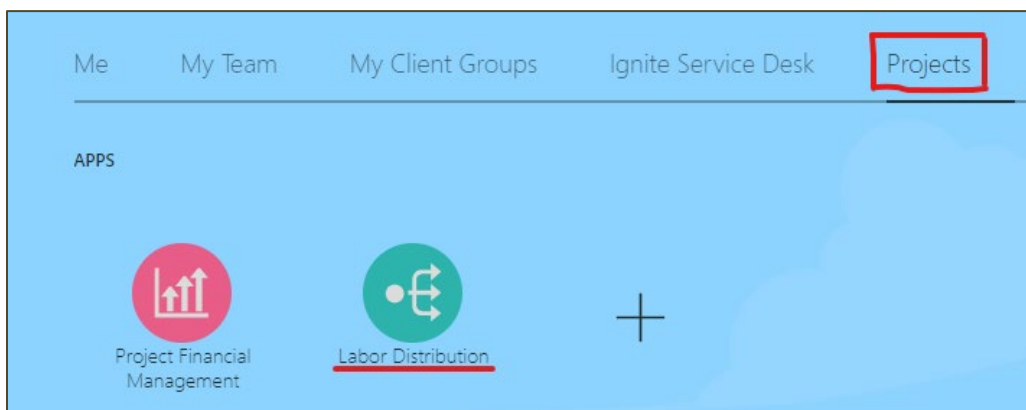 Me My Team My Client Groups Ignite Service Desk Projects
APPS
Project Financial
Management
Labor Distribution